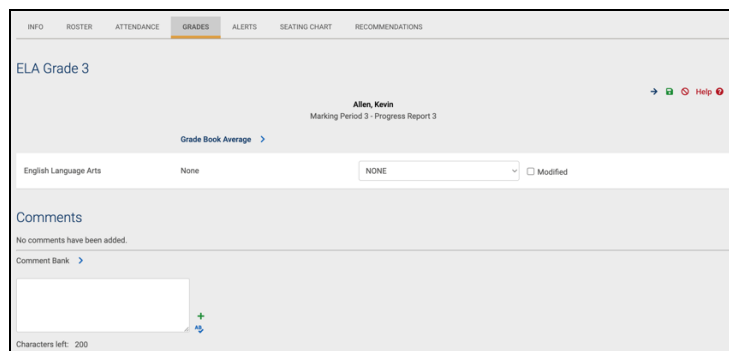 INFO ROSTER ATTENDANCE GRADES ALERTS SEATING CHART RECOMMENDATIONS
ELA Grade 3
Help
Allen, Kevin
Marking Period 3 - Progress Report 3
Grade Book Average
English Language Arts None NONE Modified
Comments
No comments have been added.
Comment Bank
Characters left: 200